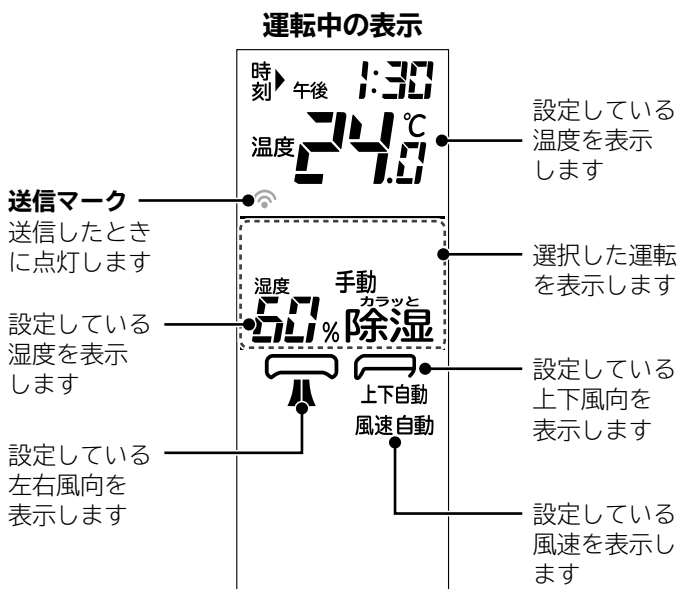 運転中の表示
時刻 午後 1:30
温度 24.0 ℃
設定している
温度を表示
します
送信マーク
送信したとき
に点灯します
選択した運転
を表示します
湿度 手動
カラッと
60 % 除湿
設定している
湿度を表示
します
上下自動
風速自動
設定している
上下風向を
表示します
設定している
左右風向を
表示します
設定している
風速を表示し
ます